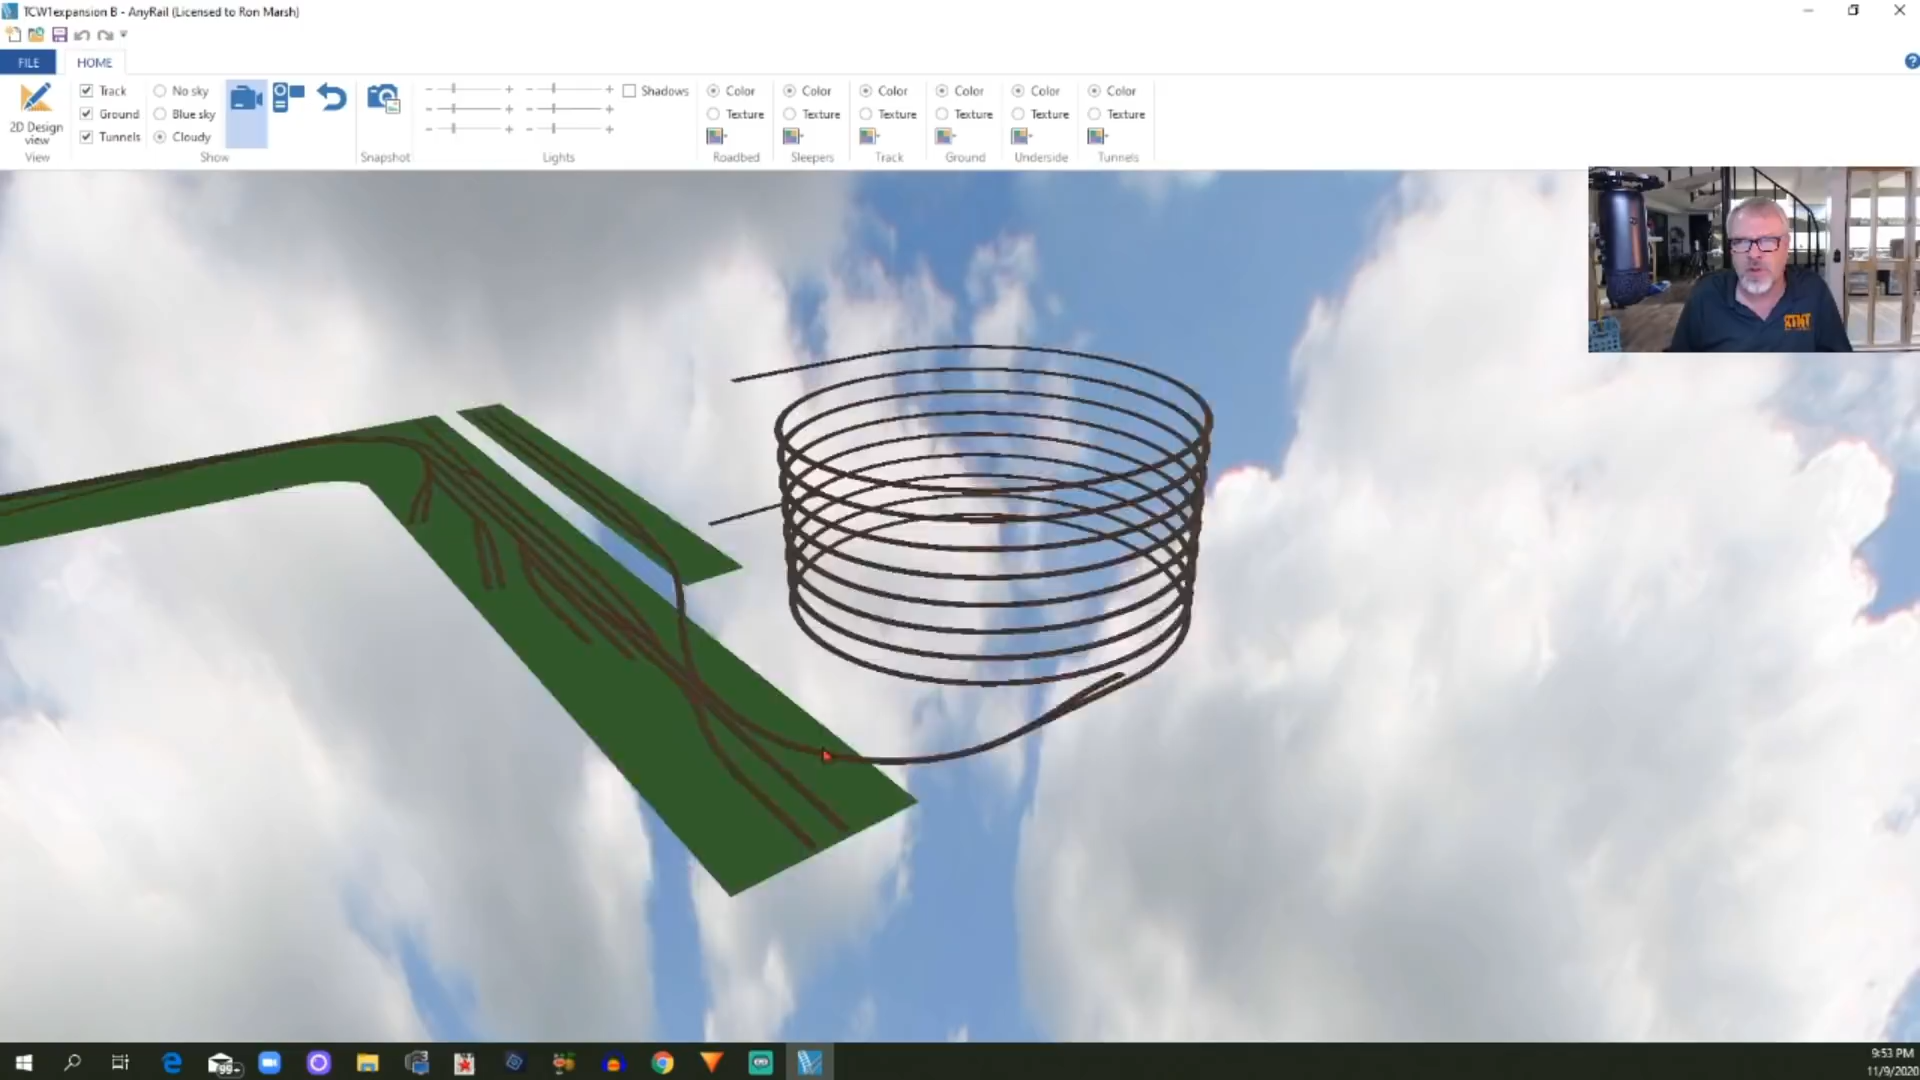 TCW1expansion B - AnyRail (Licensed to Ron Marsh)
FILE HOME
2D Design view
View
Track
Ground
Tunnels
No sky
Blue sky
Cloudy
Show
Snapshot
Lights
Shadows
Color
Texture
Roadbed
Color
Texture
Sleepers
Color
Texture
Track
Color
Texture
Ground
Color
Texture
Underside
Color
Texture
Tunnels
99+
9:53 PM
11/9/2020